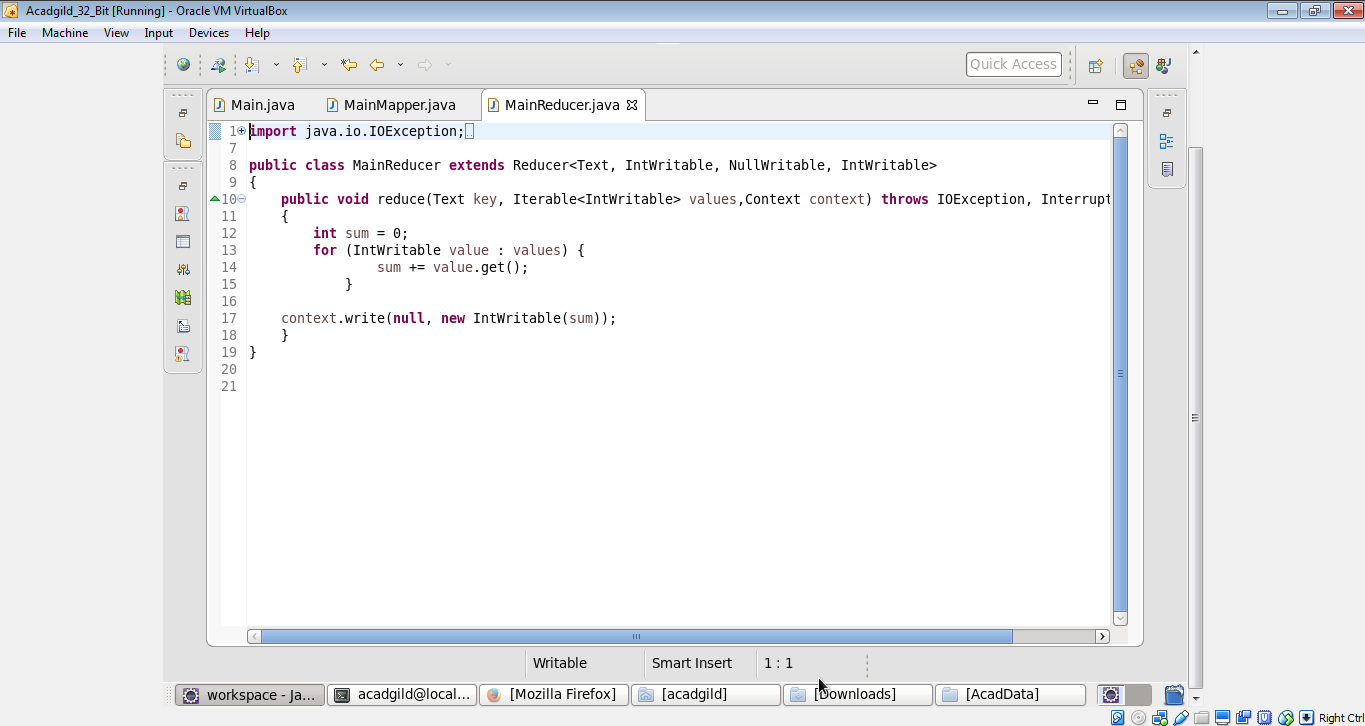 Acadgild_32_Bit [Running] - Oracle VM VirtualBox
File Machine View Input Devices Help
Quick Access
Main.java MainMapper.java MainReducer.java
1 import java.io.IOException;
7
8 public class MainReducer extends Reducer<Text, IntWritable, NullWritable, IntWritable>
9 {
10 public void reduce(Text key, Iterable<IntWritable> values,Context context) throws IOException, Interrupt
11 {
12 int sum = 0;
13 for (IntWritable value : values) {
14 sum += value.get();
15 }
16
17 context.write(null, new IntWritable(sum));
18 }
19 }
20
21
Writable Smart Insert 1 : 1
workspace - Ja... acadgild@local... [Mozilla Firefox] [acadgild] [Downloads] [AcadData]
Right Ctrl